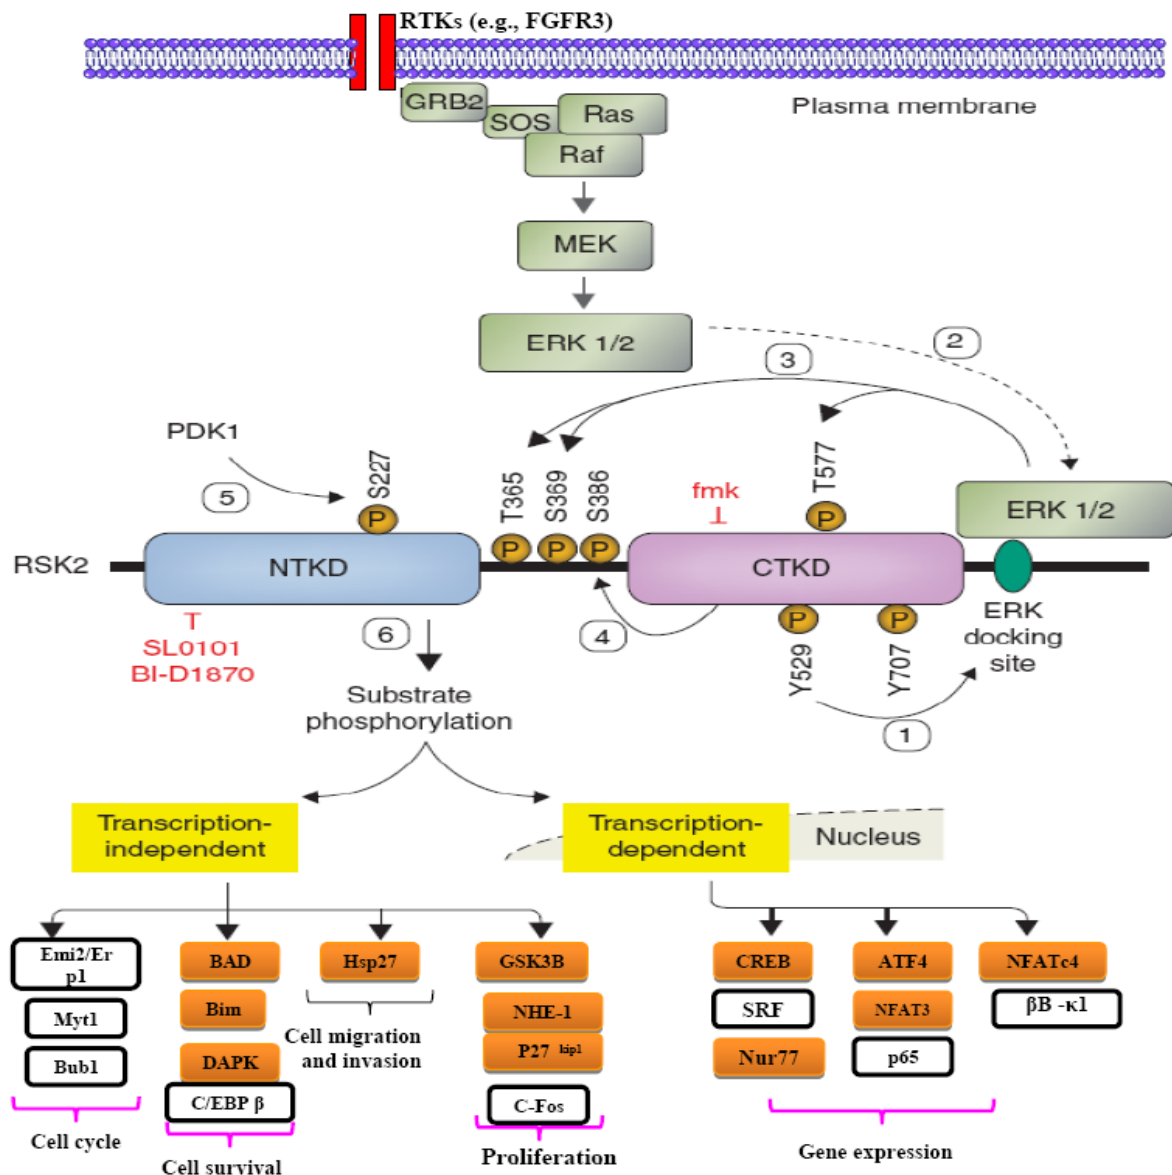 RTKs (e.g., FGFR3)
GRB2
SOS
Ras
Raf
Plasma membrane
MEK
ERK 1/2
2
3
PDK1
5
S227
T365
S369
S386
fmk
T577
P
P
P
P
P
ERK 1/2
RSK2
NTKD
CTKD
SL0101
BI-D1870
6
4
P
P
Y529
Y707
ERK
docking
site
1
Substrate
phosphorylation
Transcription-
independent
Transcription-
dependent
Nucleus
Emi2/Er
p1
Myt1
Bub1
Cell cycle
BAD
Bim
DAPK
C/EBP β
Cell survival
Hsp27
Cell migration
and invasion
GSK3B
NHE-1
P27 kip1
C-Fos
Proliferation
CREB
SRF
Nur77
ATF4
NFAT3
p65
NFATc4
βB -κ1
Gene expression